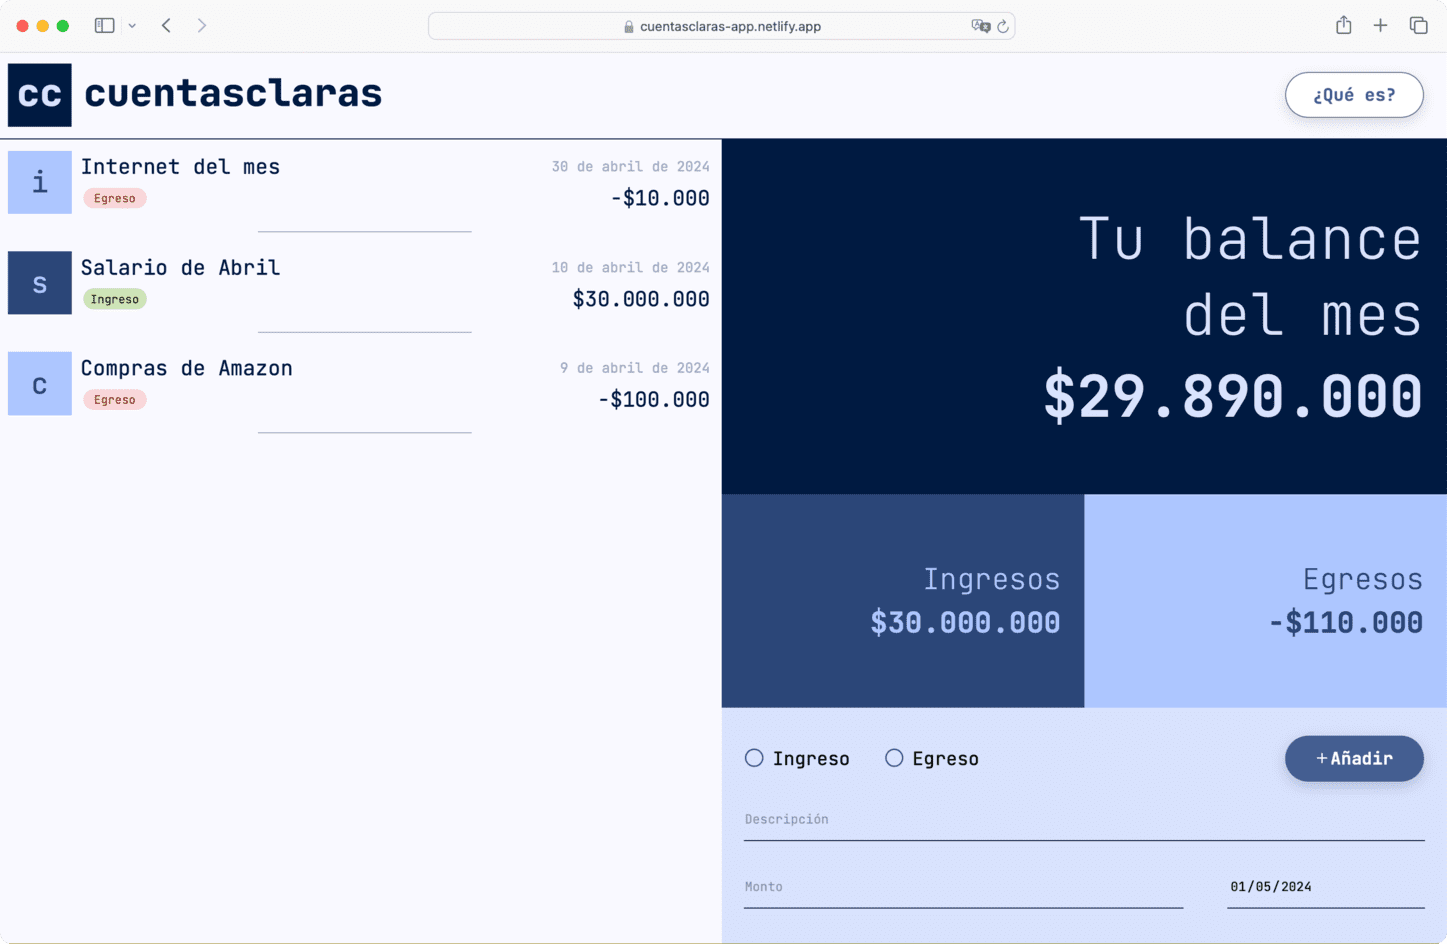 cuentasclaras-app.netlify.app
cc cuentasclaras
¿Qué es?
i
Internet del mes
30 de abril de 2024
Egreso
-$10.000
s
Salario de Abril
10 de abril de 2024
Ingreso
$30.000.000
c
Compras de Amazon
9 de abril de 2024
Egreso
-$100.000
Tu balance
del mes
$29.890.000
Ingresos
$30.000.000
Egresos
-$110.000
Ingreso
Egreso
+Añadir
Descripción
Monto
01/05/2024